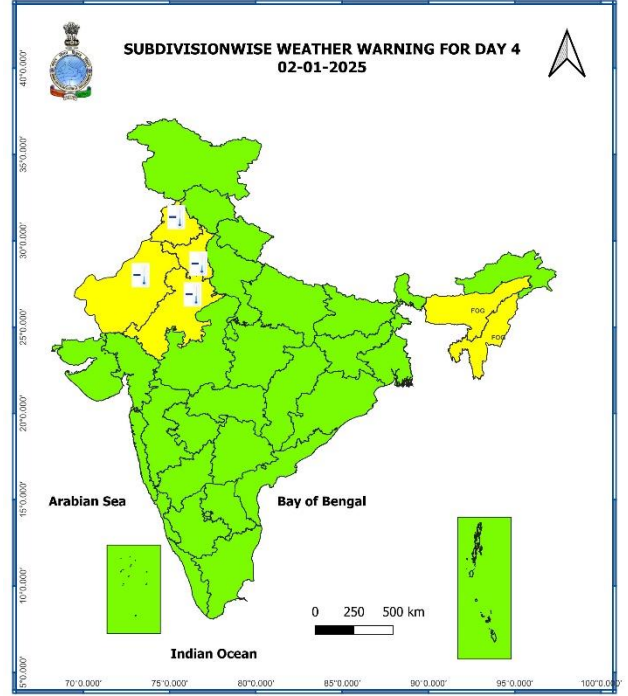 SUBDIVISIONWISE WEATHER WARNING FOR DAY 4
02-01-2025
40°0.000'
35°0.000'
30°0.000'
25°0.000'
20°0.000'
15°0.000'
10°0.000'
5°0.000'
FOG
FOG
Arabian Sea
Bay of Bengal
0 250 500 km
Indian Ocean
70°0.000' 75°0.000' 80°0.000' 85°0.000' 90°0.000' 95°0.000' 100°0.000'